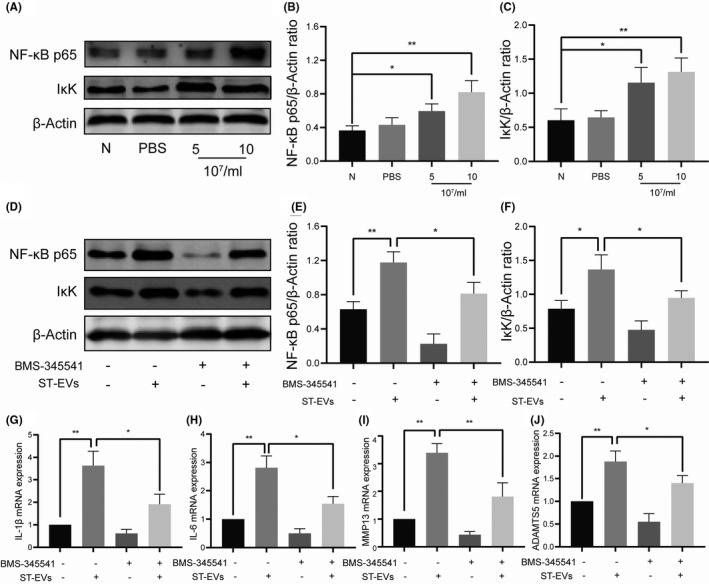 (A)
NF-κB p65
IκK
β-Actin
N PBS 5 10
10⁷/ml
(B)
NF-κB p65/β-Actin ratio
1.6
1.2
0.8
0.4
0.0
**
*
N PBS 5 10
10⁷/ml
(C)
IκK/β-Actin ratio
2.0
1.5
1.0
0.5
0.0
**
*
N PBS 5 10
10⁷/ml
(D)
NF-κB p65
IκK
β-Actin
BMS-345541 - - + +
ST-EVs - + - +
(E)
NF-κB p65/β-Actin ratio
1.8
1.2
0.6
0.0
** *
BMS-345541 - - + +
ST-EVs - + - +
(F)
IκK/β-Actin ratio
2.0
1.5
1.0
0.5
0.0
* *
BMS-345541 - - + +
ST-EVs - + - +
(G)
IL-1β mRNA expression
5
4
3
2
1
0
** *
BMS-345541 - - + +
ST-EVs - + - +
(H)
IL-6 mRNA expression
4
3
2
1
0
** *
BMS-345541 - - + +
ST-EVs - + - +
(I)
MMP13 mRNA expression
4
3
2
1
0
** **
BMS-345541 - - + +
ST-EVs - + - +
(J)
ADAMTS5 mRNA expression
2.5
2.0
1.5
1.0
0.5
0.0
** *
BMS-345541 - - + +
ST-EVs - + - +